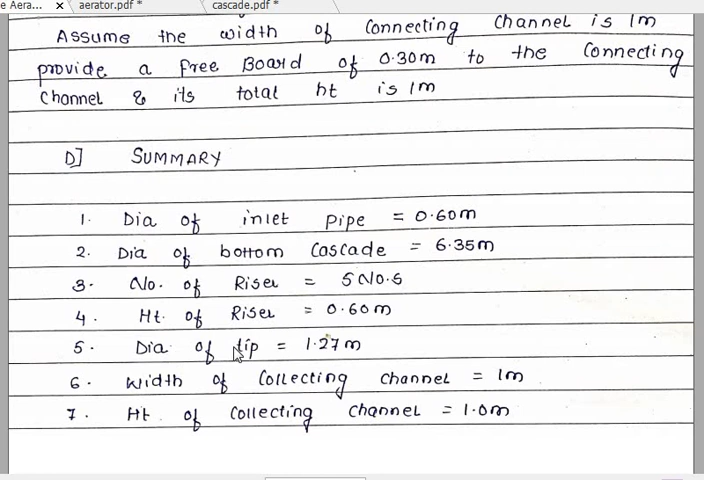 e Aera...
aerator.pdf *
cascade.pdf *
Assume the width of Connecting Channel is 1m
provide a free Board of 0.30m to the Connecting
Channel & its total ht is 1m
D] SUMMARY
1. Dia of inlet pipe = 0.60m
2. Dia of bottom Cascade = 6.35m
3. No. of Riser = 5 No.s
4. Ht. of Riser = 0.60m
5. Dia of tip = 1.27m
6. Width of Collecting channel = 1m
7. Ht of Collecting channel = 1.0m